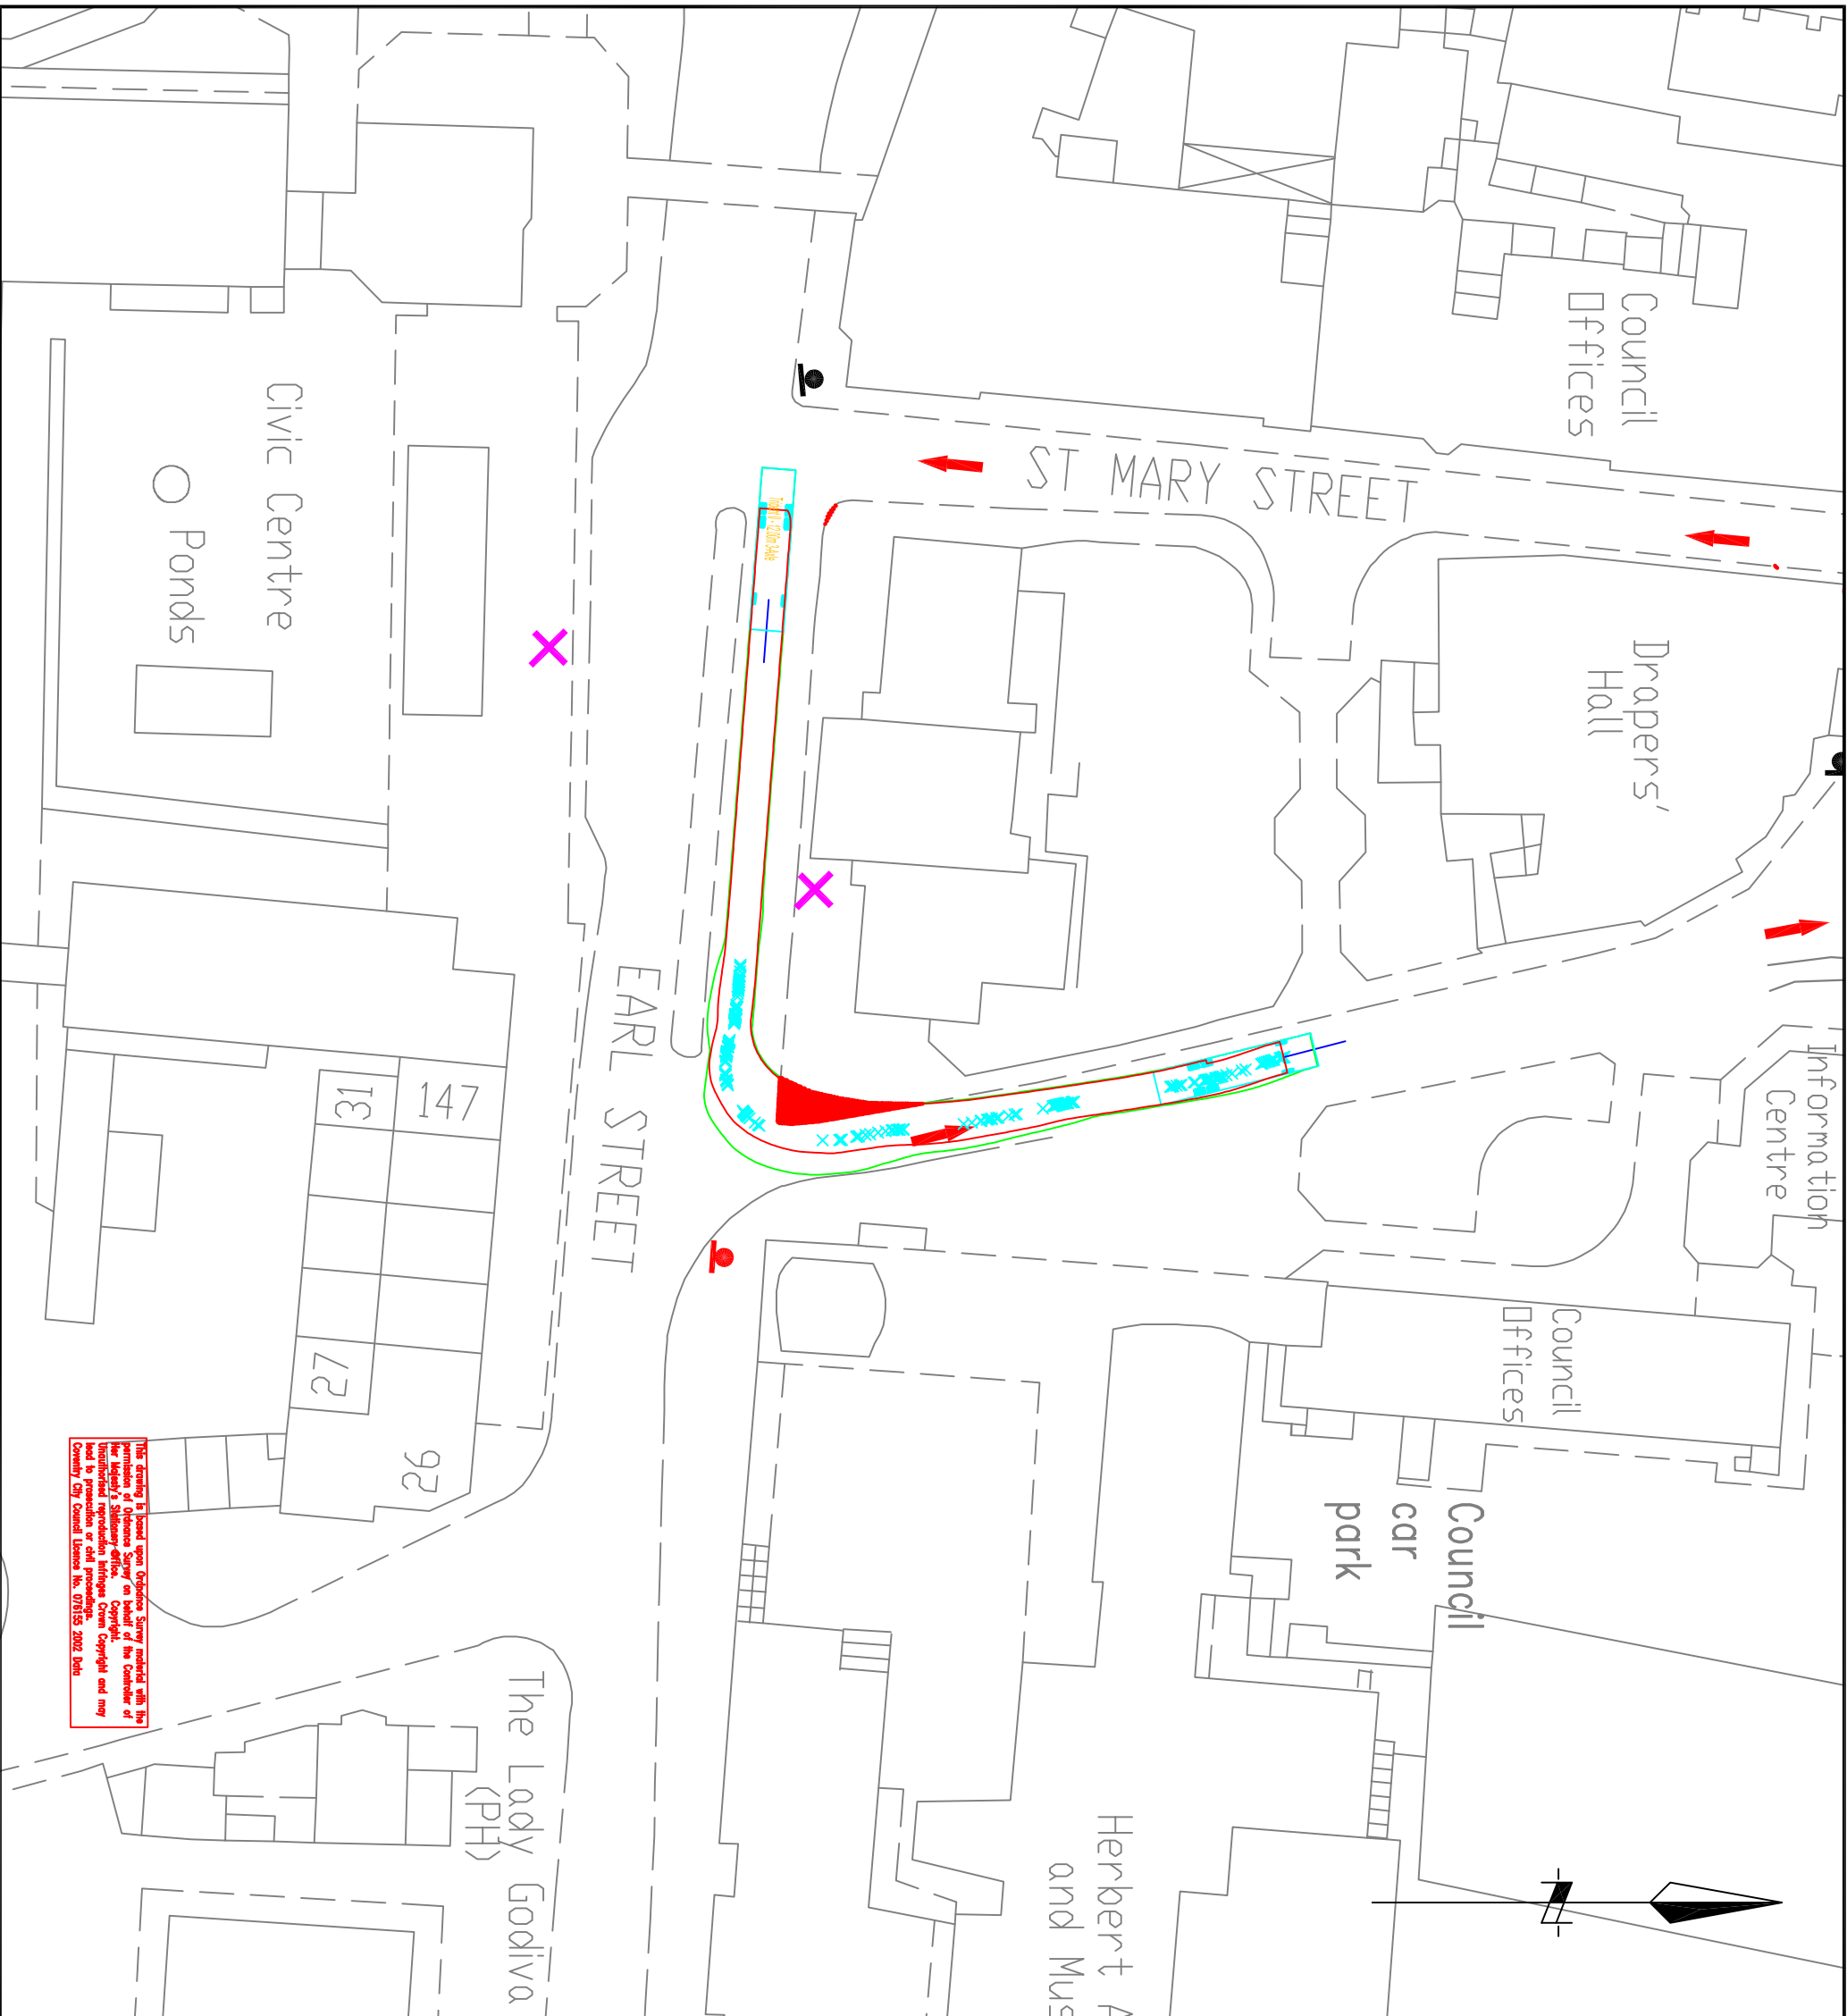 Council
Offices
ST MARY STREET
Drapers'
Hall
Civic Centre
Ponds
Information
Centre
EARL STREET
31
147
27
92
Council
Offices
Council
car
park
The Lady Godiva
(PH)
Herbert A
and Mus
N
This drawing is based upon Ordnance Survey material with the
permission of Ordnance Survey on behalf of the Controller of
Her Majesty's Stationery Office. Copyright.
Unauthorised reproduction infringes Crown Copyright and may
lead to prosecution or civil proceedings.
Coventry City Council Licence No. 076155 2002 Data